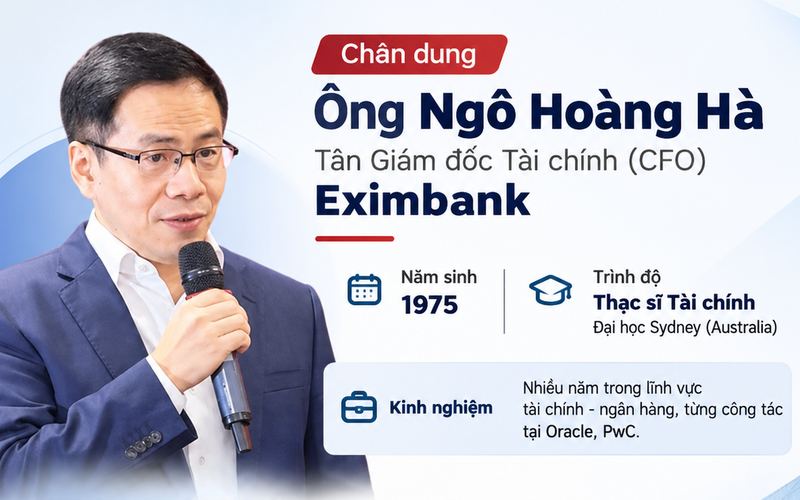 Chân dung
Ông Ngô Hoàng Hà
Tân Giám đốc Tài chính (CFO)
Eximbank
Năm sinh
1975
Trình độ
Thạc sĩ Tài chính
Đại học Sydney (Australia)
Kinh nghiệm
Nhiều năm trong lĩnh vực
tài chính - ngân hàng, từng công tác
tại Oracle, PwC.